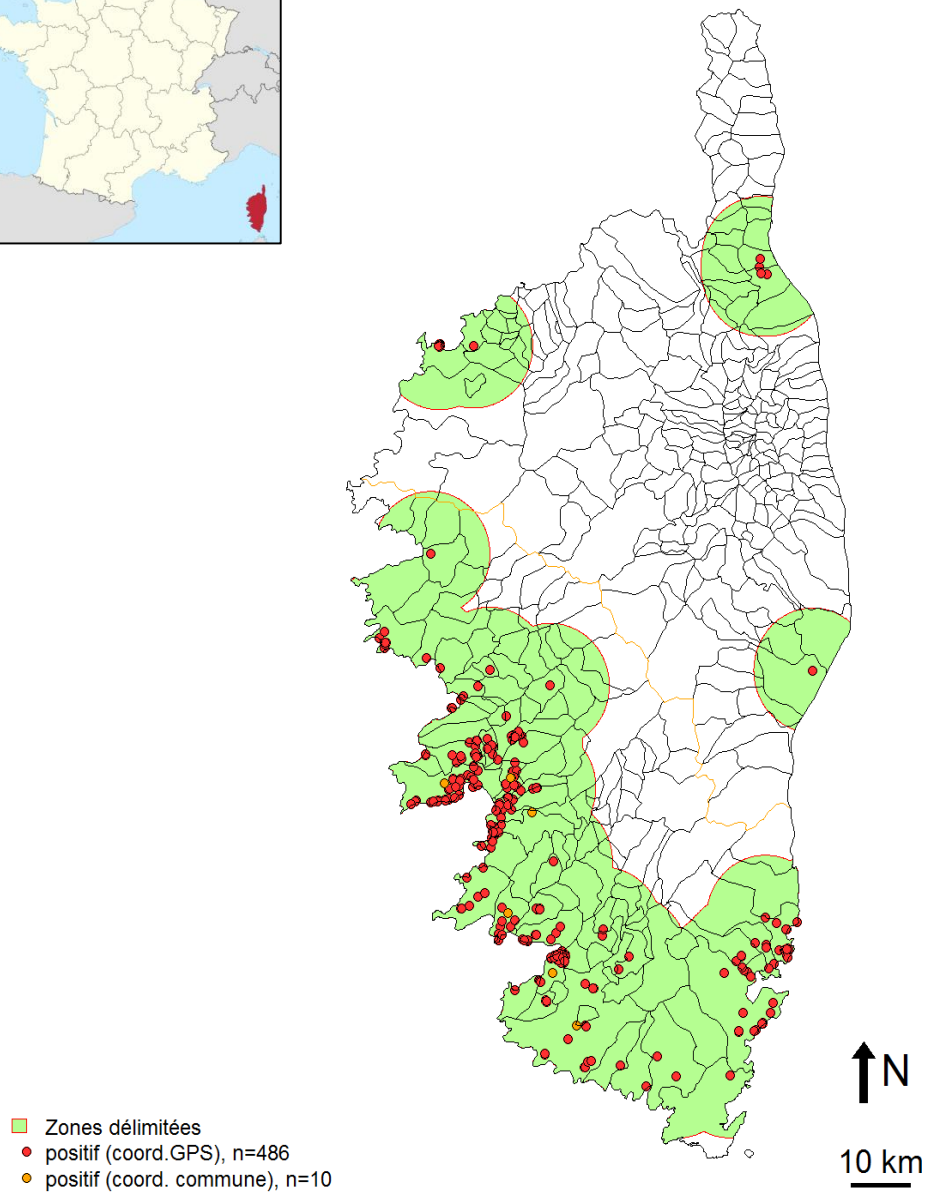 N
10 km
Zones délimitées
positif (coord.GPS), n=486
positif (coord. commune), n=10